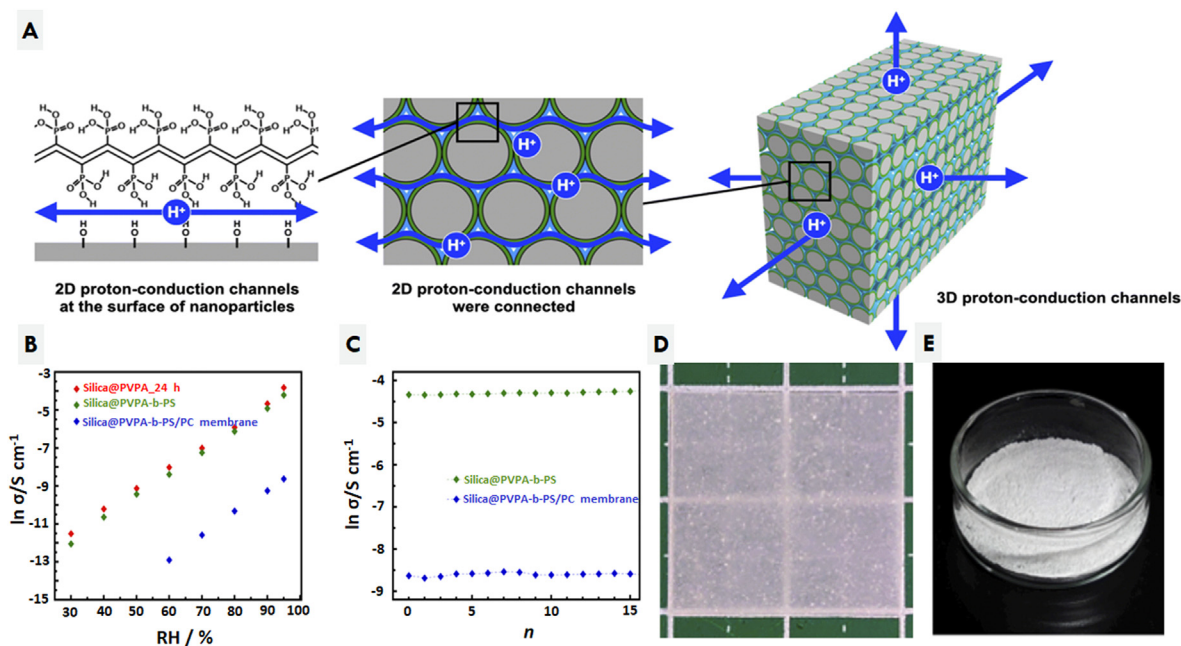 A
H⁺
2D proton-conduction channels
at the surface of nanoparticles
H⁺
H⁺
H⁺
2D proton-conduction channels
were connected
H⁺
H⁺
H⁺
3D proton-conduction channels
B
Silica@PVPA_24 h
Silica@PVPA-b-PS
Silica@PVPA-b-PS/PC membrane
ln σ/S cm⁻¹
-3
-5
-7
-9
-11
-13
-15
30 40 50 60 70 80 90 100
RH / %
C
Silica@PVPA-b-PS
Silica@PVPA-b-PS/PC membrane
ln σ/S cm⁻¹
-4
-5
-6
-7
-8
-9
0 5 10 15
n
D
E